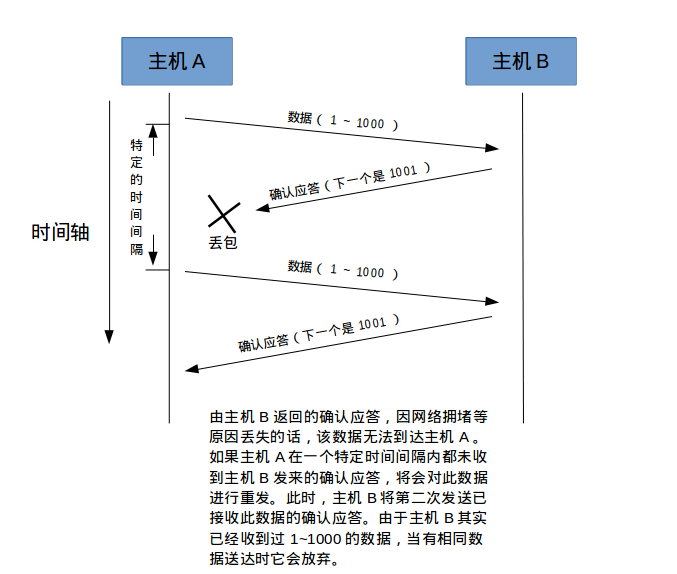 主机 A
主机 B
数据（ 1 ~ 1000 ）
特定的时间间隔
确认应答（下一个是 1001 ）
时间轴
丢包
数据（ 1 ~ 1000 ）
确认应答（下一个是 1001 ）
由主机 B 返回的确认应答，因网络拥堵等
原因丢失的话，该数据无法到达主机 A 。
如果主机 A 在一个特定时间间隔内都未收
到主机 B 发来的确认应答，将会对此数据
进行重发。此时，主机 B 将第二次发送已
接收此数据的确认应答。由于主机 B 其实
已经收到过 1~1000 的数据，当有相同数
据送达时它会放弃。